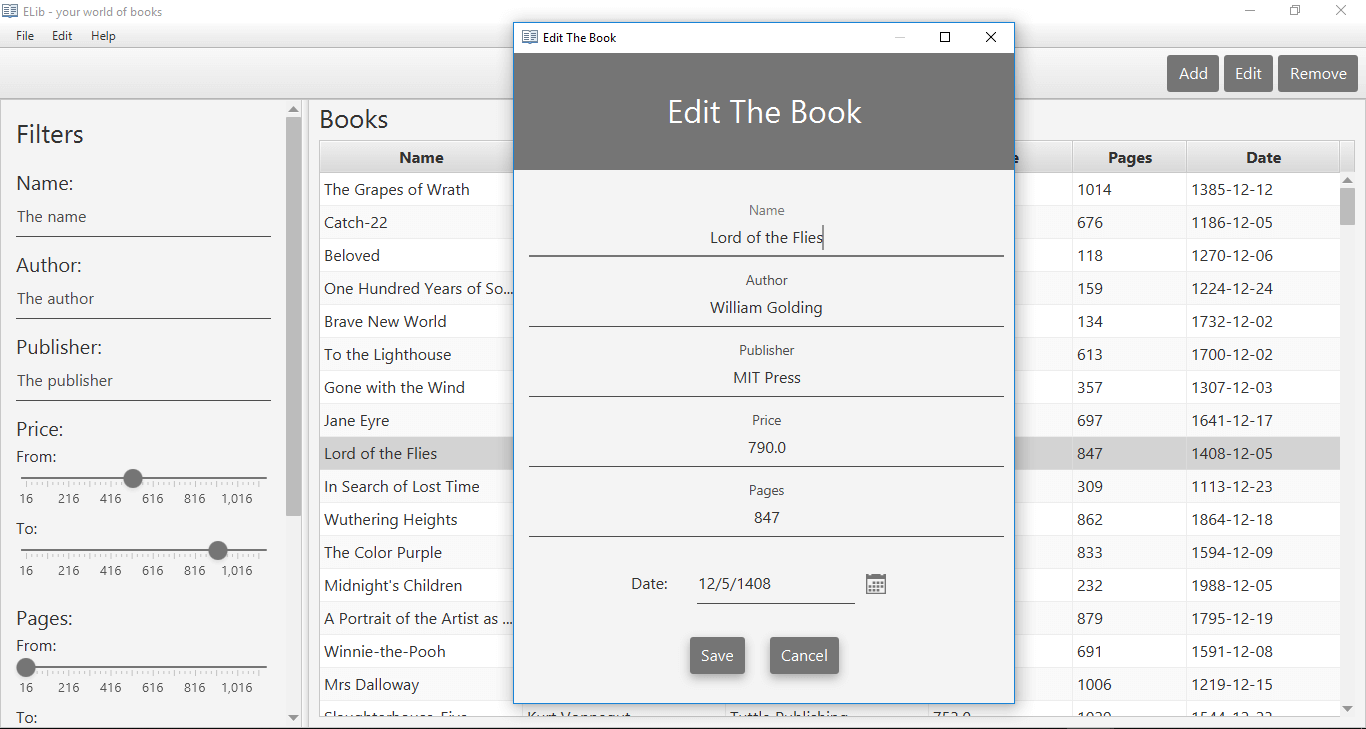 ELib - your world of books
File Edit Help
Add Edit Remove
Filters
Name:
The name
Author:
The author
Publisher:
The publisher
Price:
From:
16 216 416 616 816 1,016
To:
16 216 416 616 816 1,016
Pages:
From:
16 216 416 616 816 1,016
To:
Books
Name Pages Date
The Grapes of Wrath 1014 1385-12-12
Catch-22 676 1186-12-05
Beloved 118 1270-12-06
One Hundred Years of So... 159 1224-12-24
Brave New World 134 1732-12-02
To the Lighthouse 613 1700-12-02
Gone with the Wind 357 1307-12-03
Jane Eyre 697 1641-12-17
Lord of the Flies 847 1408-12-05
In Search of Lost Time 309 1113-12-23
Wuthering Heights 862 1864-12-18
The Color Purple 833 1594-12-09
Midnight's Children 232 1988-12-05
A Portrait of the Artist as ... 879 1795-12-19
Winnie-the-Pooh 691 1591-12-08
Mrs Dalloway 1006 1219-12-15
Edit The Book
Edit The Book
Name
Lord of the Flies
Author
William Golding
Publisher
MIT Press
Price
790.0
Pages
847
Date: 12/5/1408
Save Cancel